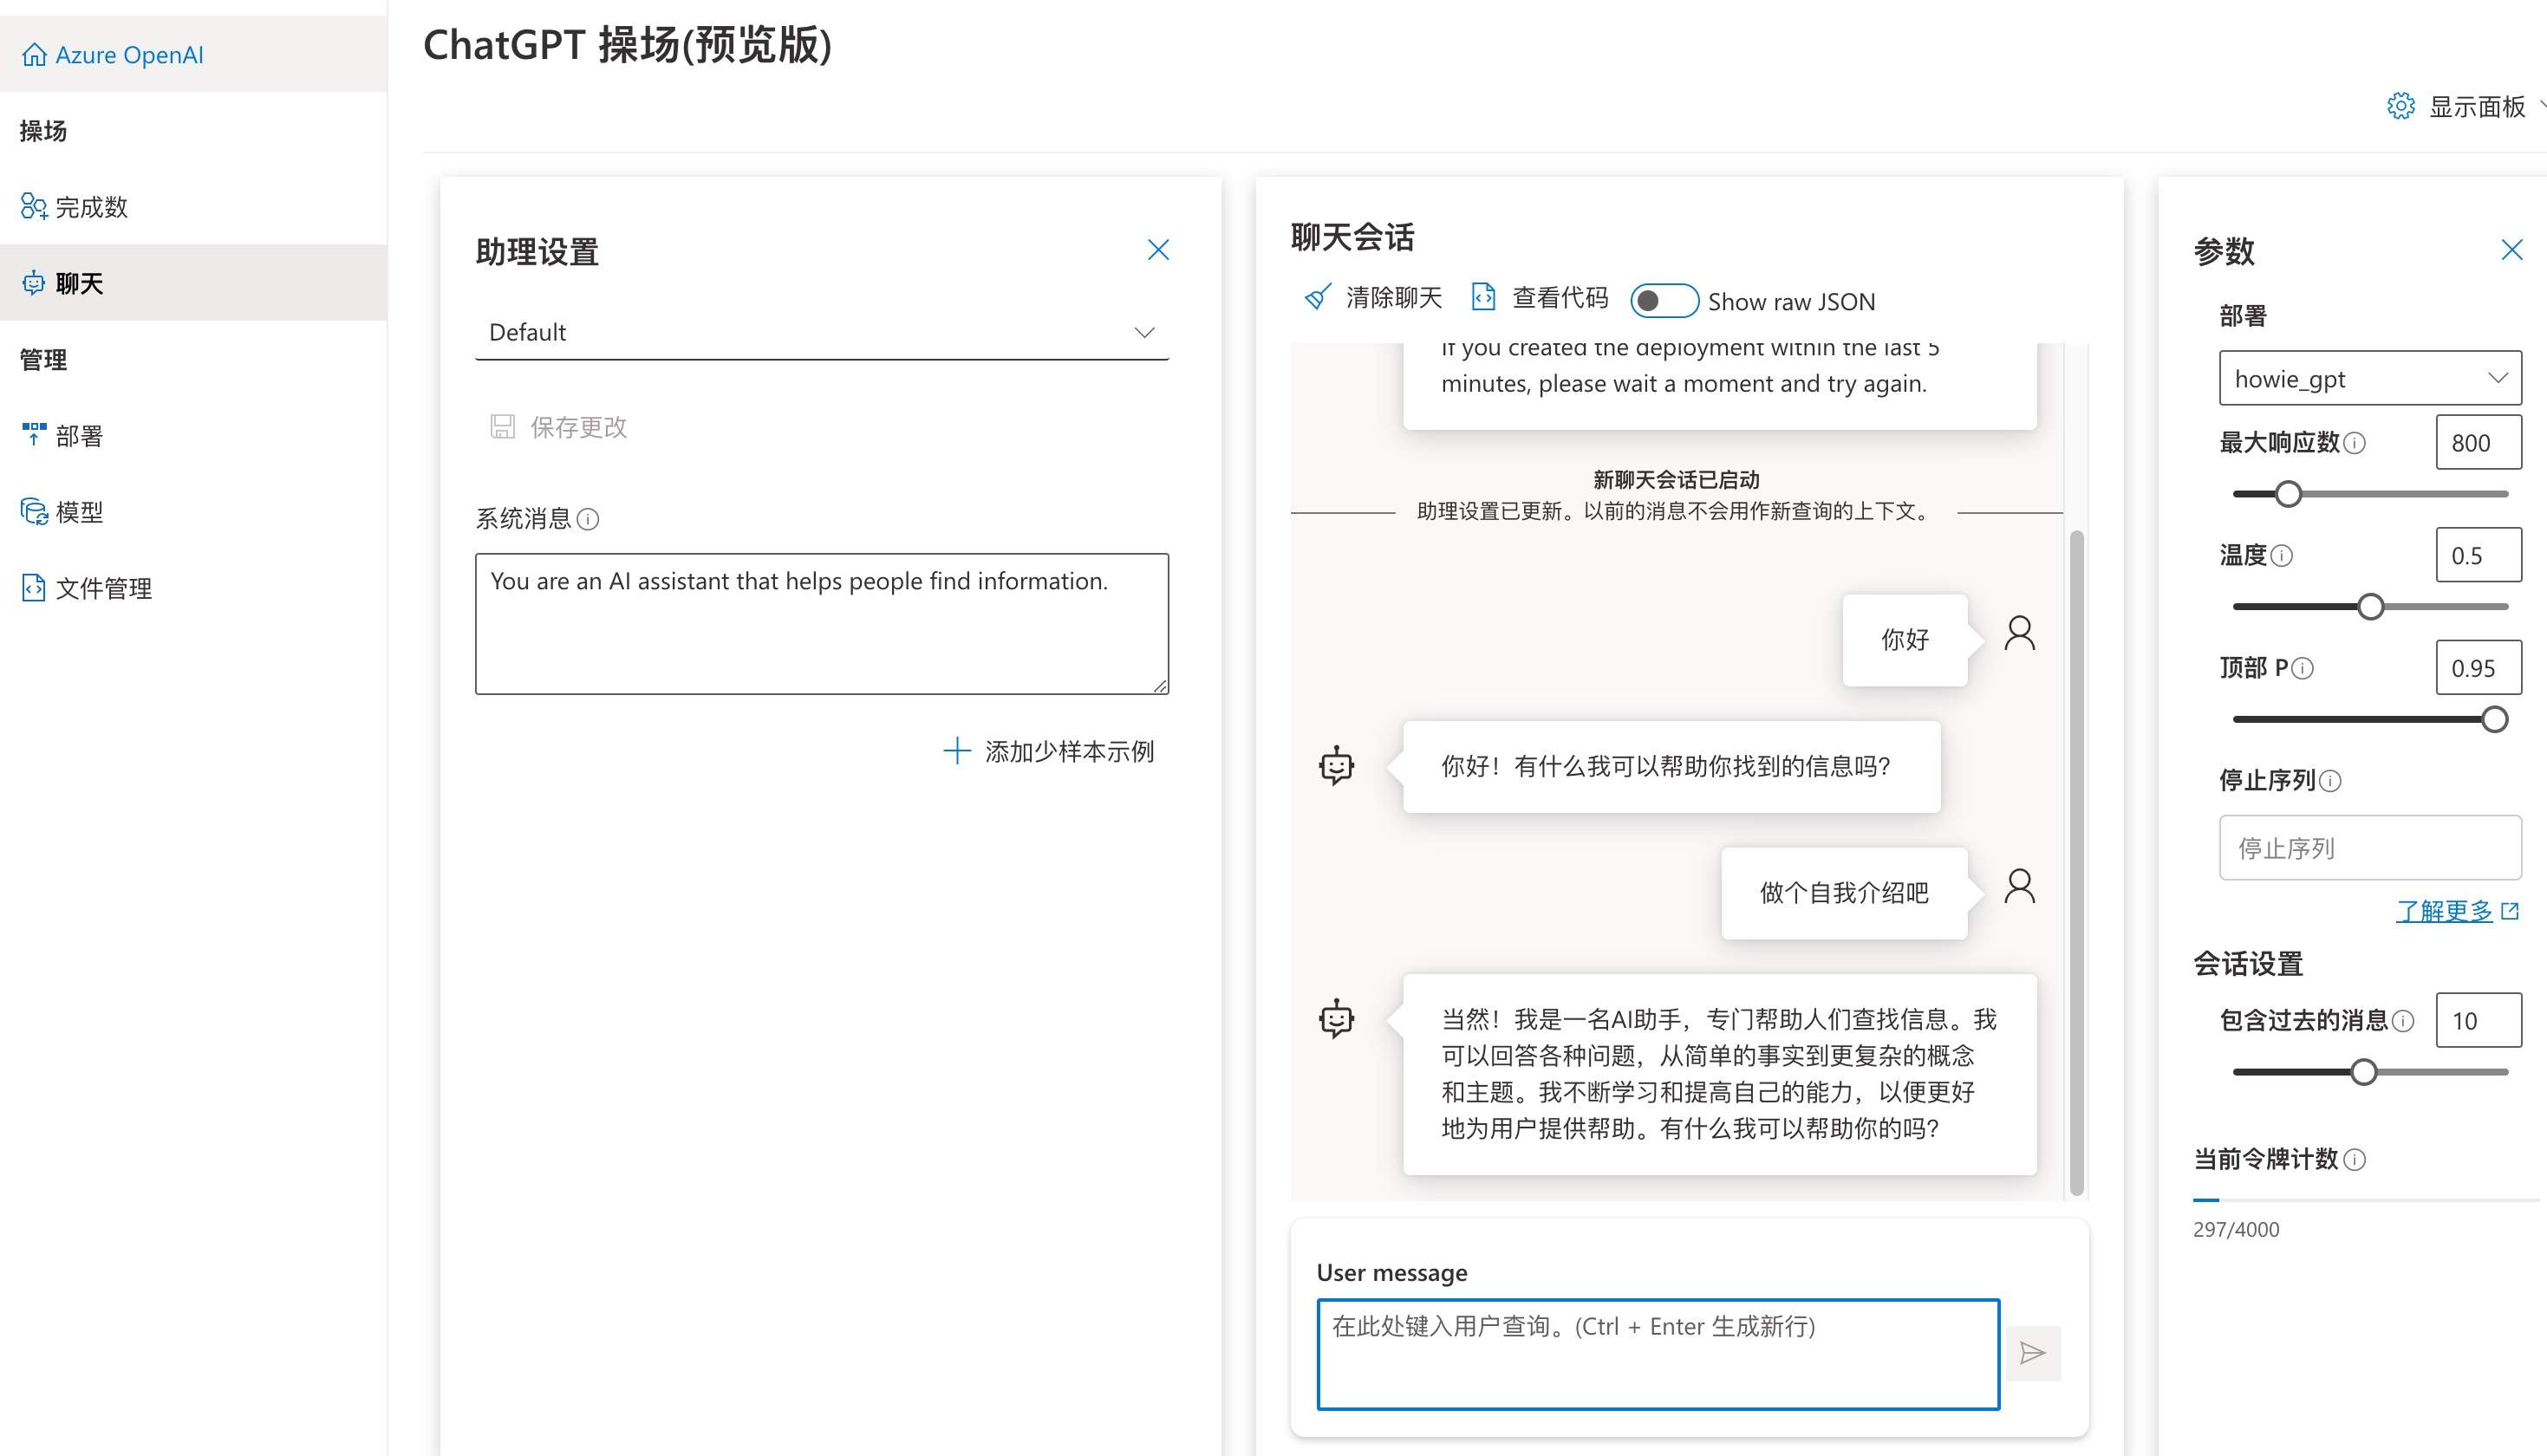 Azure OpenAI
操场
完成数
聊天
管理
部署
模型
文件管理
ChatGPT 操场(预览版)
显示面板
助理设置
Default
保存更改
系统消息
You are an AI assistant that helps people find information.
添加少样本示例
聊天会话
清除聊天
查看代码
Show raw JSON
If you created the deployment within the last 5
minutes, please wait a moment and try again.
新聊天会话已启动
助理设置已更新。以前的消息不会用作新查询的上下文。
你好
你好！有什么我可以帮助你找到的信息吗？
做个自我介绍吧
当然！我是一名AI助手，专门帮助人们查找信息。我
可以回答各种问题，从简单的事实到更复杂的概念
和主题。我不断学习和提高自己的能力，以便更好
地为用户提供帮助。有什么我可以帮助你的吗？
User message
在此处键入用户查询。(Ctrl + Enter 生成新行)
参数
部署
howie_gpt
最大响应数
800
温度
0.5
顶部 P
0.95
停止序列
停止序列
了解更多
会话设置
包含过去的消息
10
当前令牌计数
297/4000